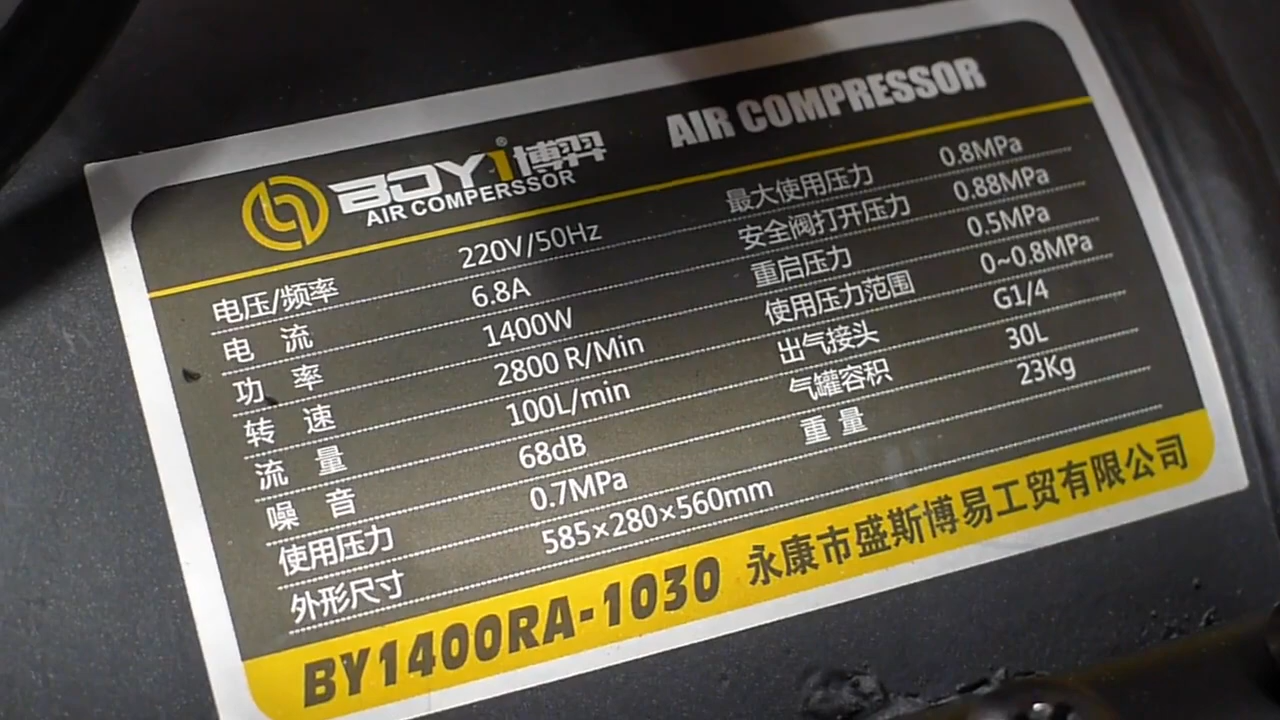 BOY1博羿® AIR COMPRESSOR
AIR COMPERSSOR
电压/频率 220V/50Hz 最大使用压力 0.8MPa
电流 6.8A 安全阀打开压力 0.88MPa
功率 1400W 重启压力 0.5MPa
转速 2800 R/Min 使用压力范围 0~0.8MPa
流量 100L/min 出气接头 G1/4
噪音 68dB 气罐容积 30L
使用压力 0.7MPa 重量 23Kg
外形尺寸 585×280×560mm
BY1400RA-1030 永康市盛斯博易工贸有限公司